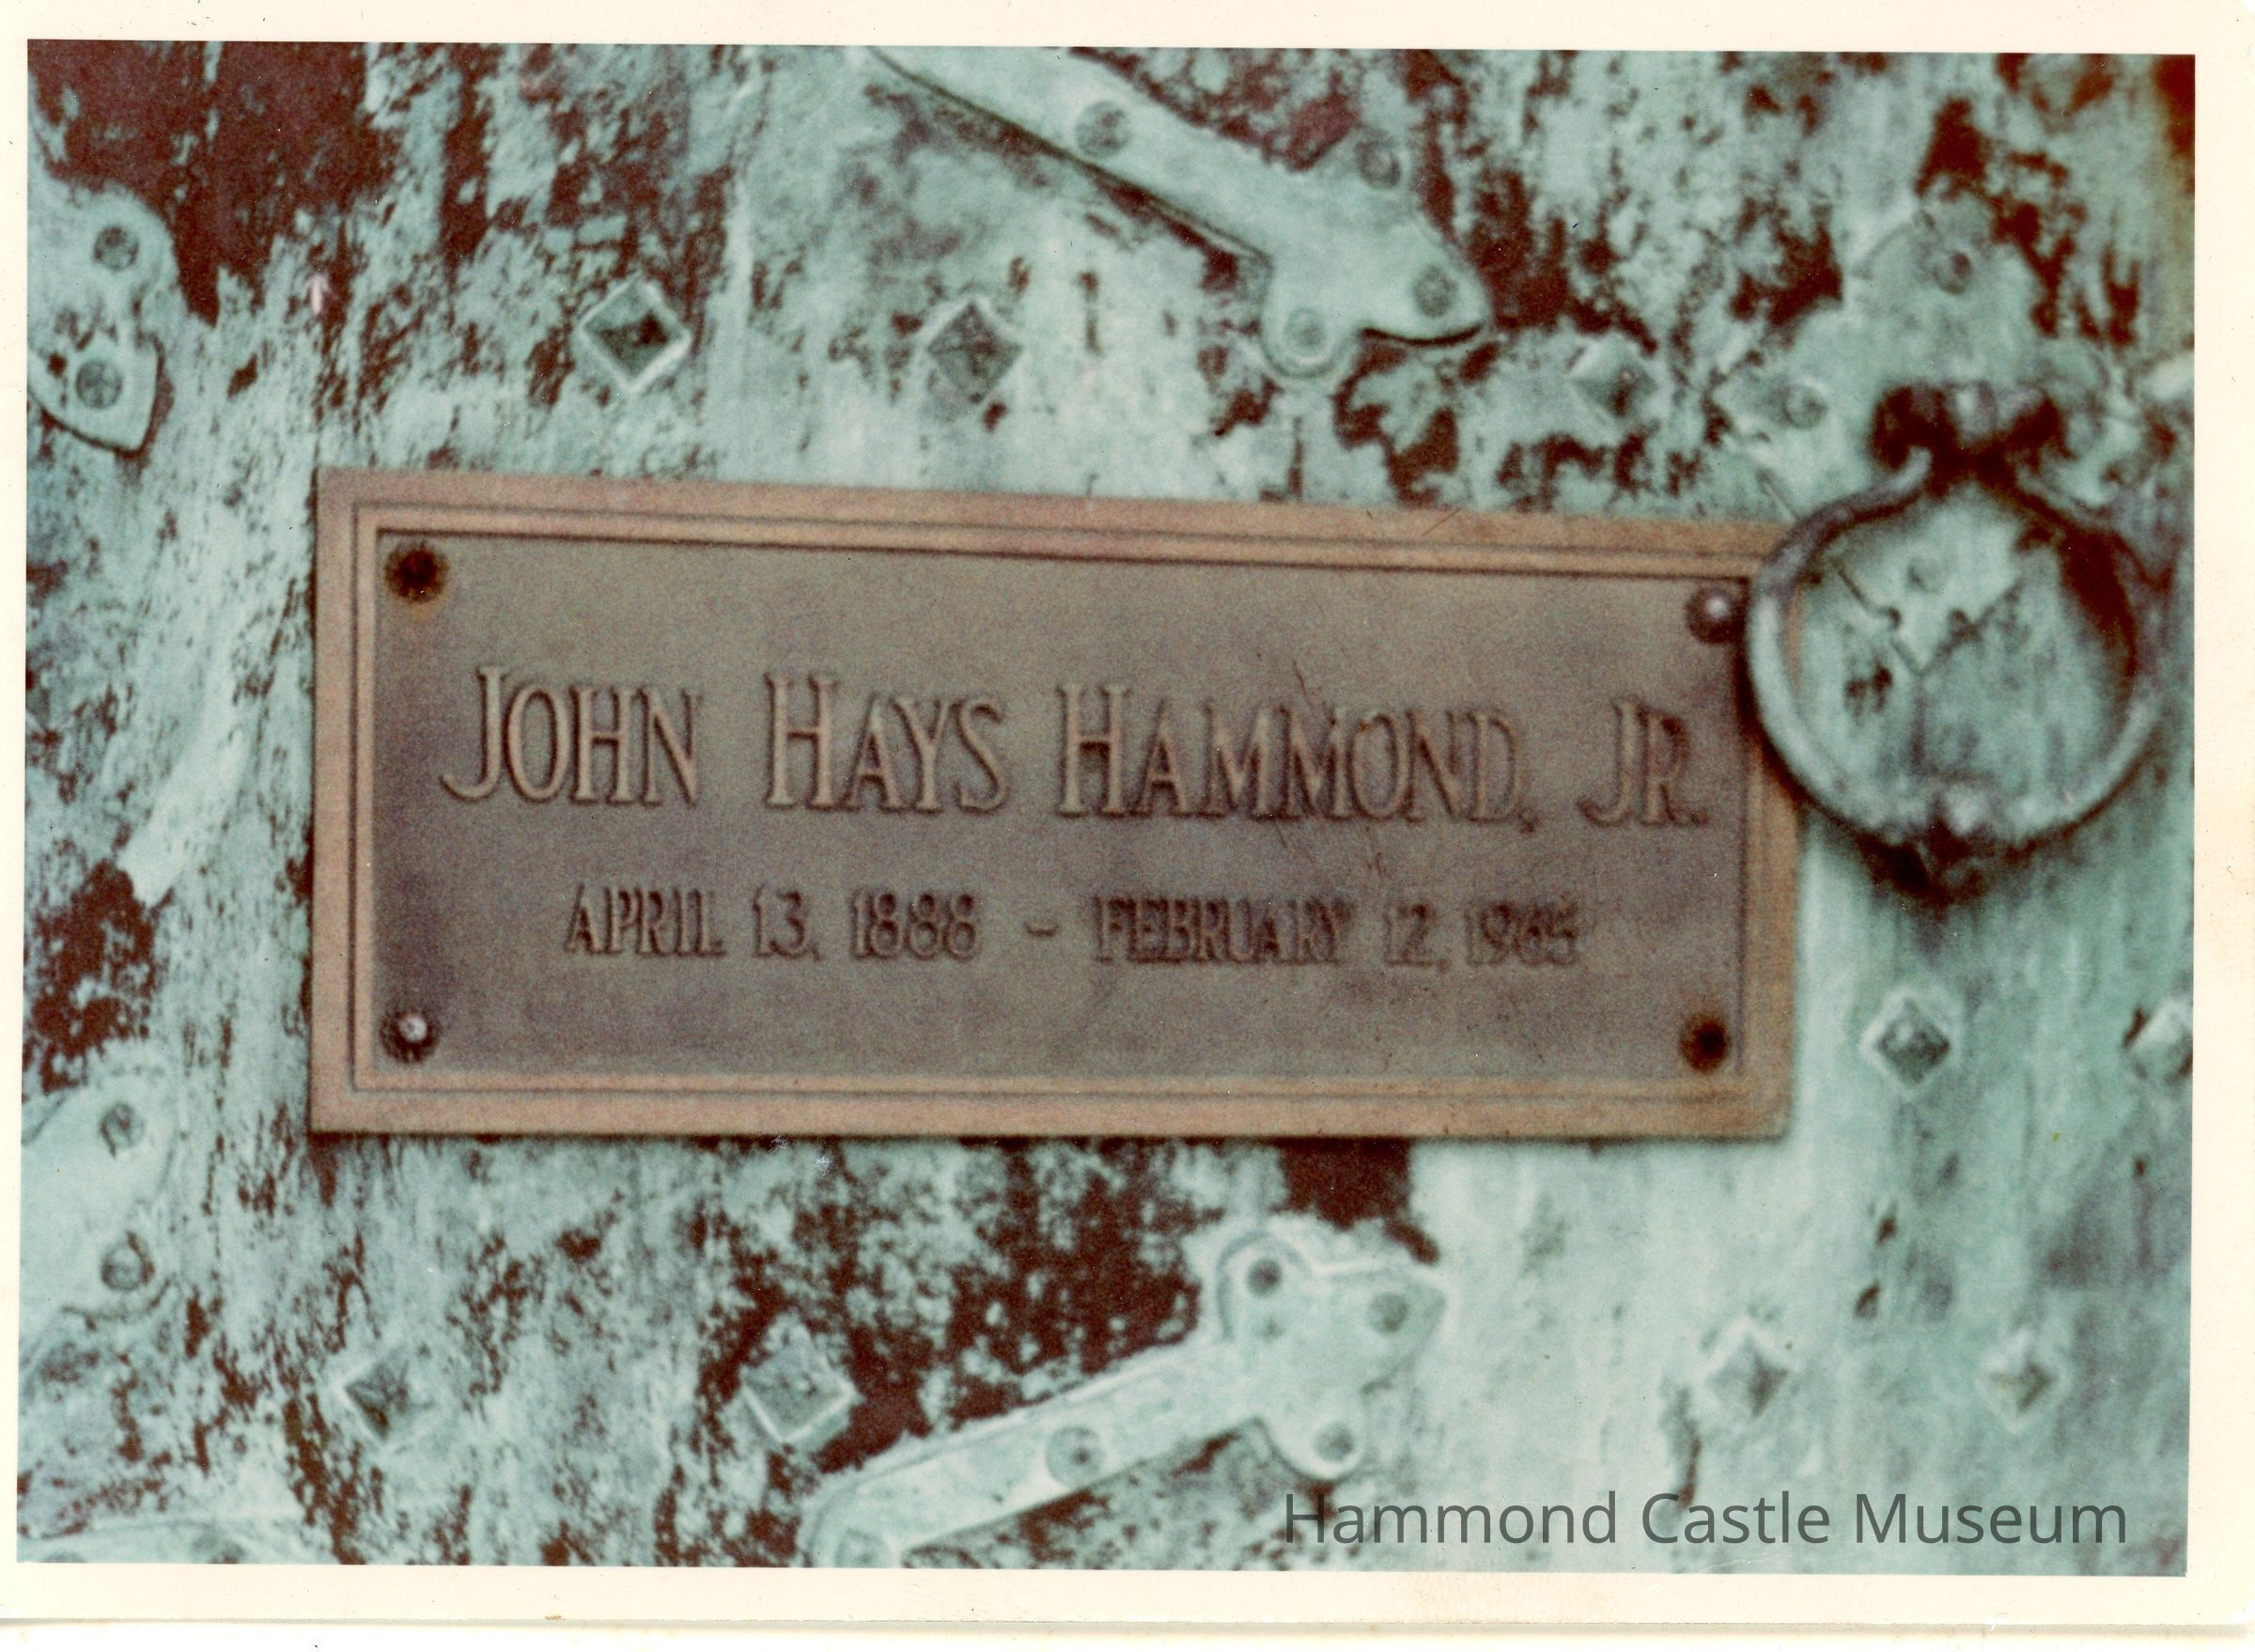 JOHN HAYS HAMMOND, JR.
APRIL 13, 1888 - FEBRUARY 12, 1965
Hammond Castle Museum